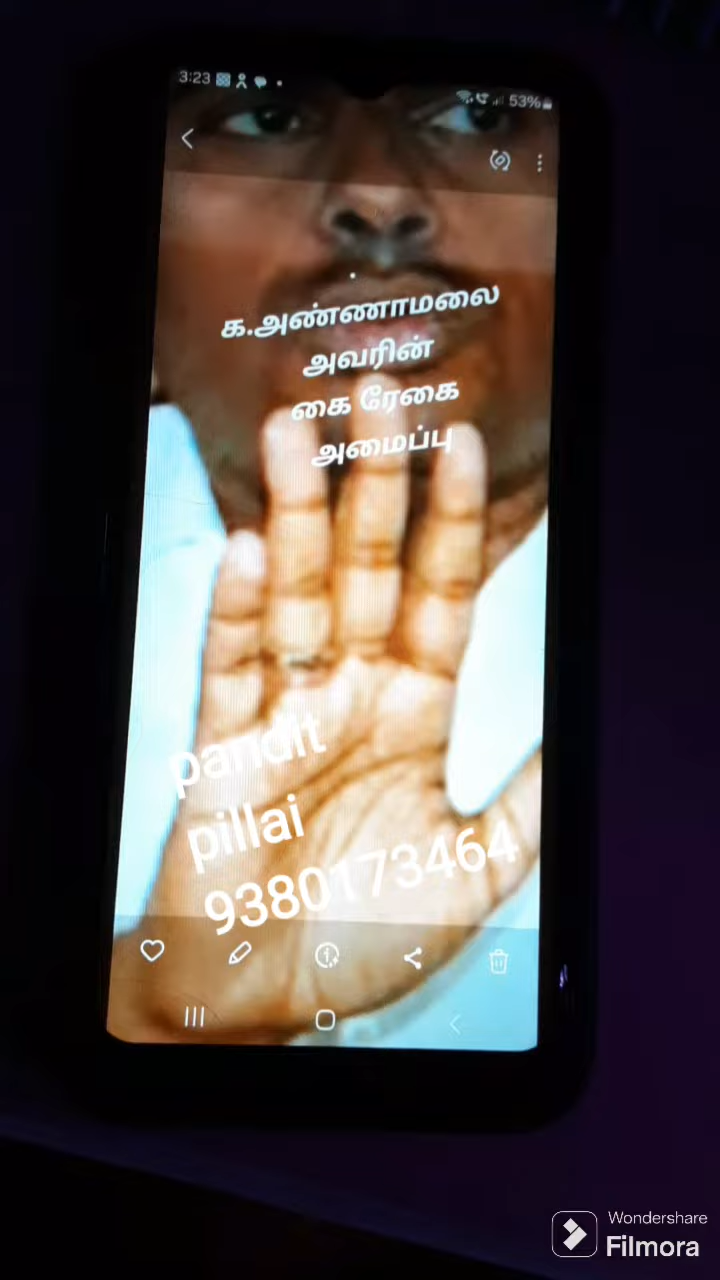 3:23
53%
க.அண்ணாமலை
அவரின்
கை ரேகை
அமைப்பு
pandit
pillai
9380173464
Wondershare
Filmora